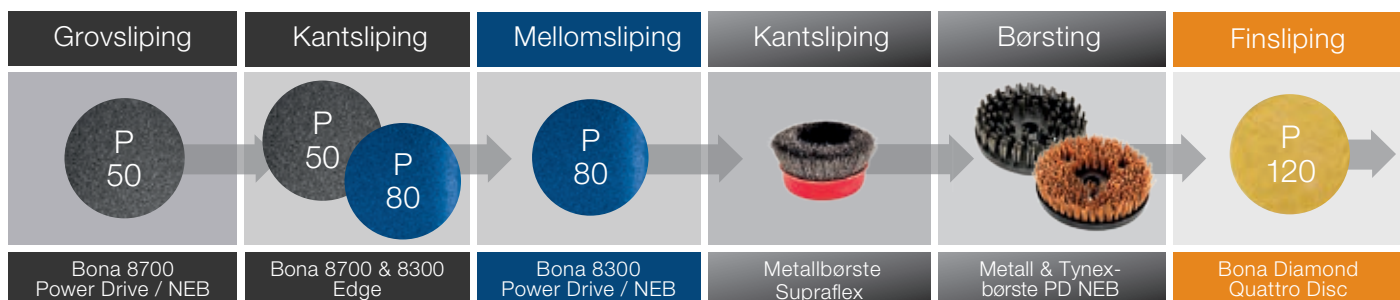 Grovsliping
Kantsliping
Mellomsliping
Kantsliping
Børsting
Finsliping
P
50
P
50
P
80
P
80
P
120
Bona 8700
Power Drive / NEB
Bona 8700 & 8300
Edge
Bona 8300
Power Drive / NEB
Metallbørste
Supraflex
Metall & Tynex-
børste PD NEB
Bona Diamond
Quattro Disc